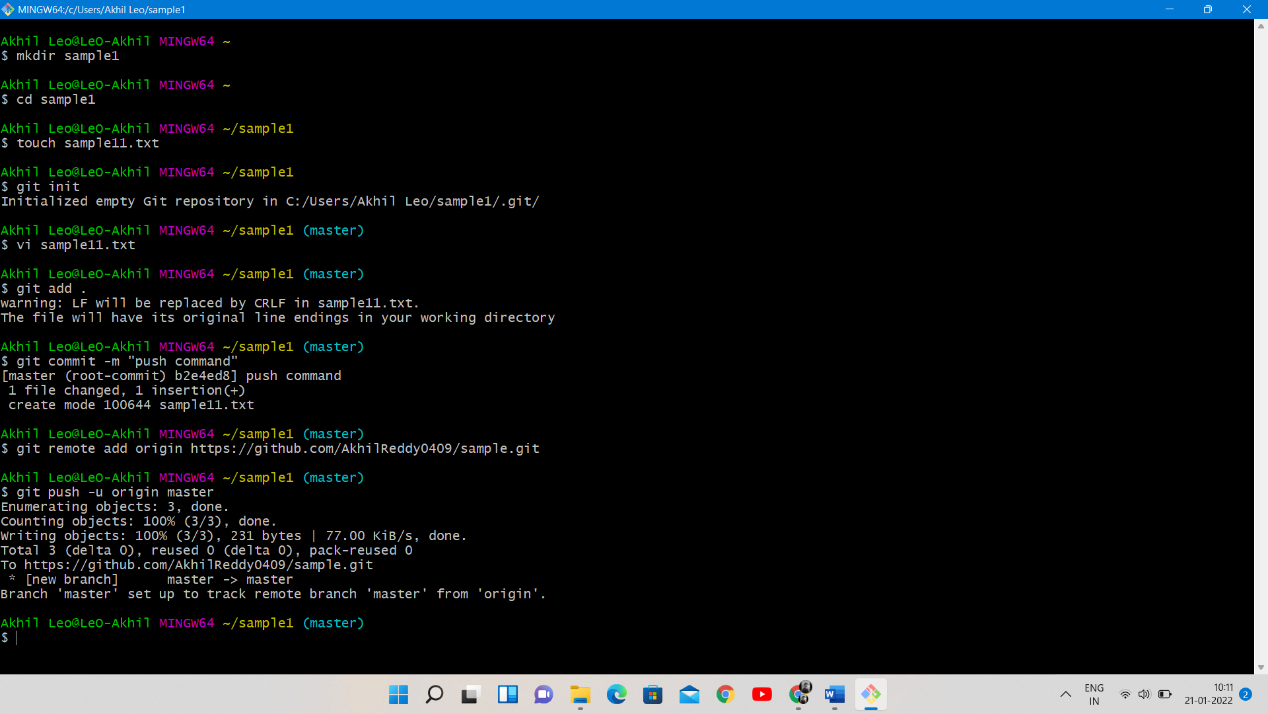 MINGW64:/c/Users/Akhil Leo/sample1
Akhil Leo@LeO-Akhil MINGW64 ~
$ mkdir sample1
Akhil Leo@LeO-Akhil MINGW64 ~
$ cd sample1
Akhil Leo@LeO-Akhil MINGW64 ~/sample1
$ touch sample11.txt
Akhil Leo@LeO-Akhil MINGW64 ~/sample1
$ git init
Initialized empty Git repository in C:/Users/Akhil Leo/sample1/.git/
Akhil Leo@LeO-Akhil MINGW64 ~/sample1 (master)
$ vi sample11.txt
Akhil Leo@LeO-Akhil MINGW64 ~/sample1 (master)
$ git add .
warning: LF will be replaced by CRLF in sample11.txt.
The file will have its original line endings in your working directory
Akhil Leo@LeO-Akhil MINGW64 ~/sample1 (master)
$ git commit -m "push command"
[master (root-commit) b2e4ed8] push command
1 file changed, 1 insertion(+)
create mode 100644 sample11.txt
Akhil Leo@LeO-Akhil MINGW64 ~/sample1 (master)
$ git remote add origin https://github.com/AkhilReddy0409/sample.git
Akhil Leo@LeO-Akhil MINGW64 ~/sample1 (master)
$ git push -u origin master
Enumerating objects: 3, done.
Counting objects: 100% (3/3), done.
Writing objects: 100% (3/3), 231 bytes | 77.00 KiB/s, done.
Total 3 (delta 0), reused 0 (delta 0), pack-reused 0
To https://github.com/AkhilReddy0409/sample.git
* [new branch]      master -> master
Branch 'master' set up to track remote branch 'master' from 'origin'.
Akhil Leo@LeO-Akhil MINGW64 ~/sample1 (master)
$
ENG
IN
10:11
21-01-2022
2